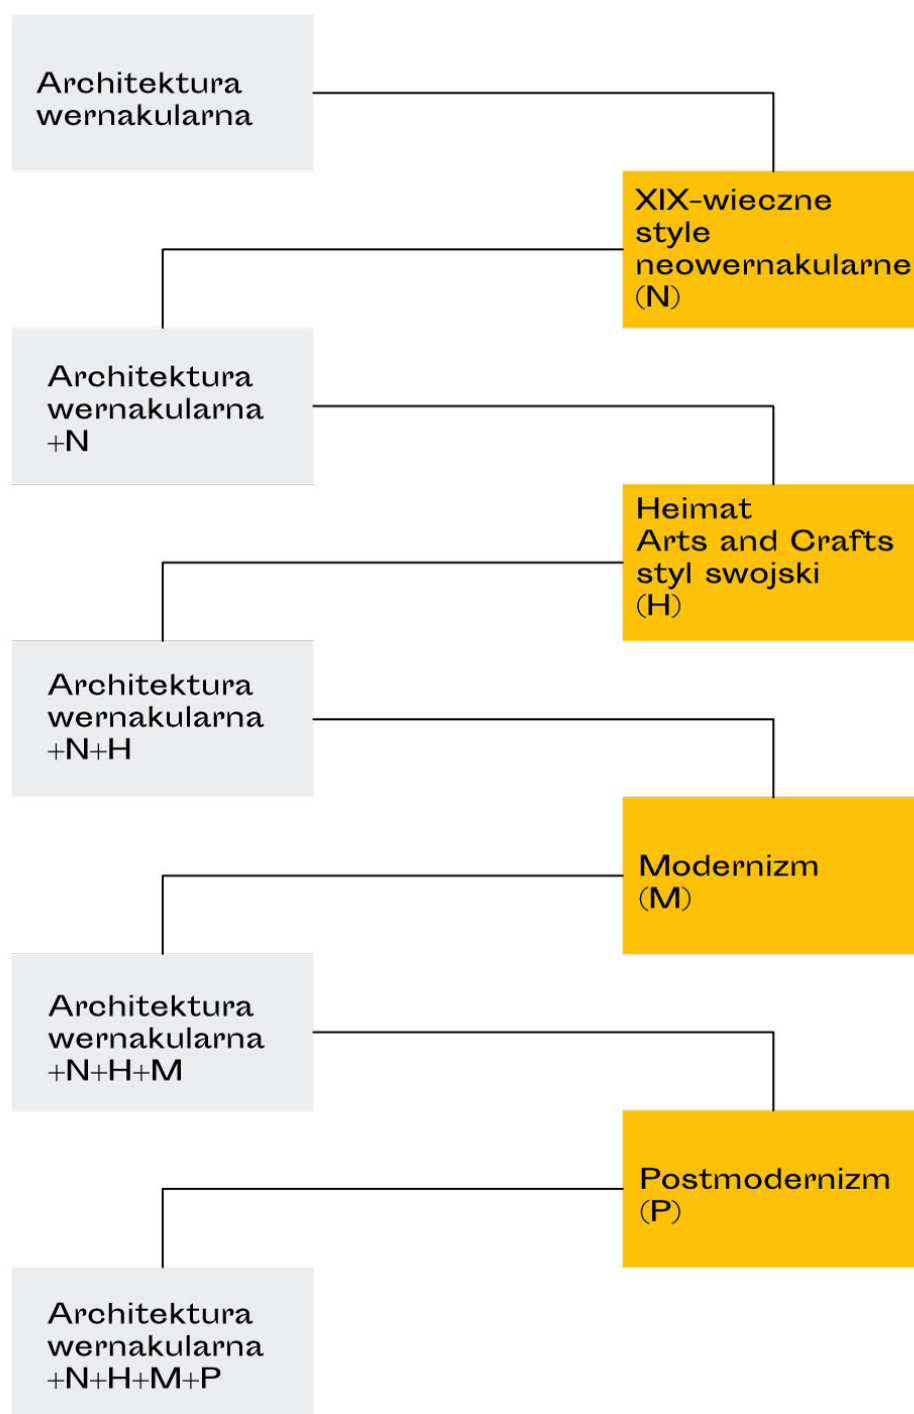 Architektura
wernakularna
XIX-wieczne
style
neowernakularne
(N)
Architektura
wernakularna
+N
Heimat
Arts and Crafts
styl swojski
(H)
Architektura
wernakularna
+N+H
Modernizm
(M)
Architektura
wernakularna
+N+H+M
Postmodernizm
(P)
Architektura
wernakularna
+N+H+M+P